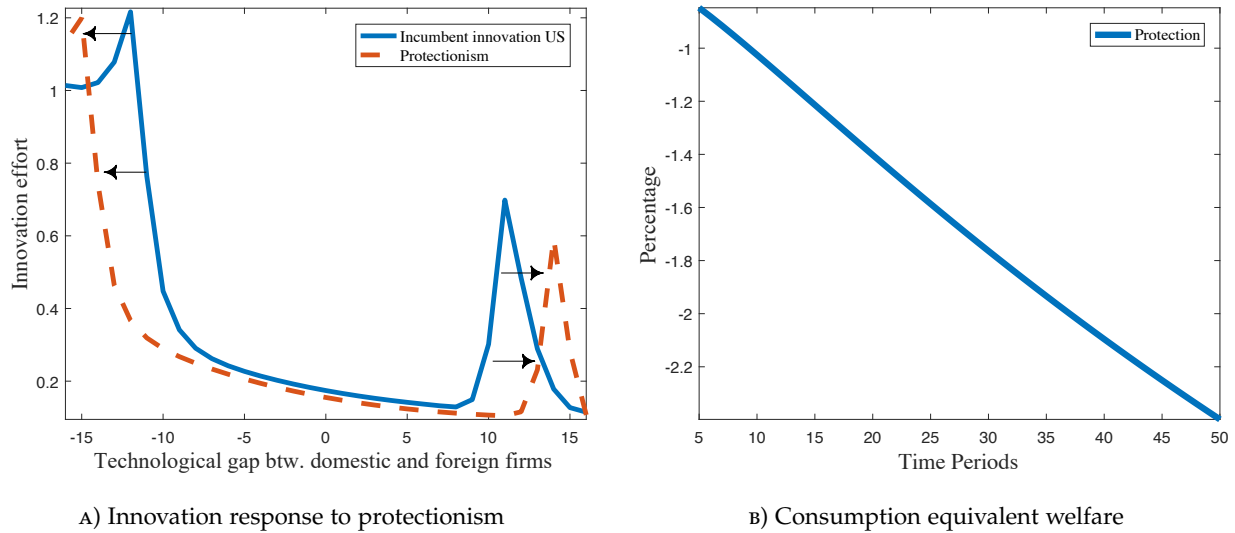 Innovation effort
1.2
1
0.8
0.6
0.4
0.2
Incumbent innovation US
Protectionism
-15 -10 -5 0 5 10 15
Technological gap btw. domestic and foreign firms
A) Innovation response to protectionism
Percentage
-1
-1.2
-1.4
-1.6
-1.8
-2
-2.2
Protection
5 10 15 20 25 30 35 40 45 50
Time Periods
B) Consumption equivalent welfare